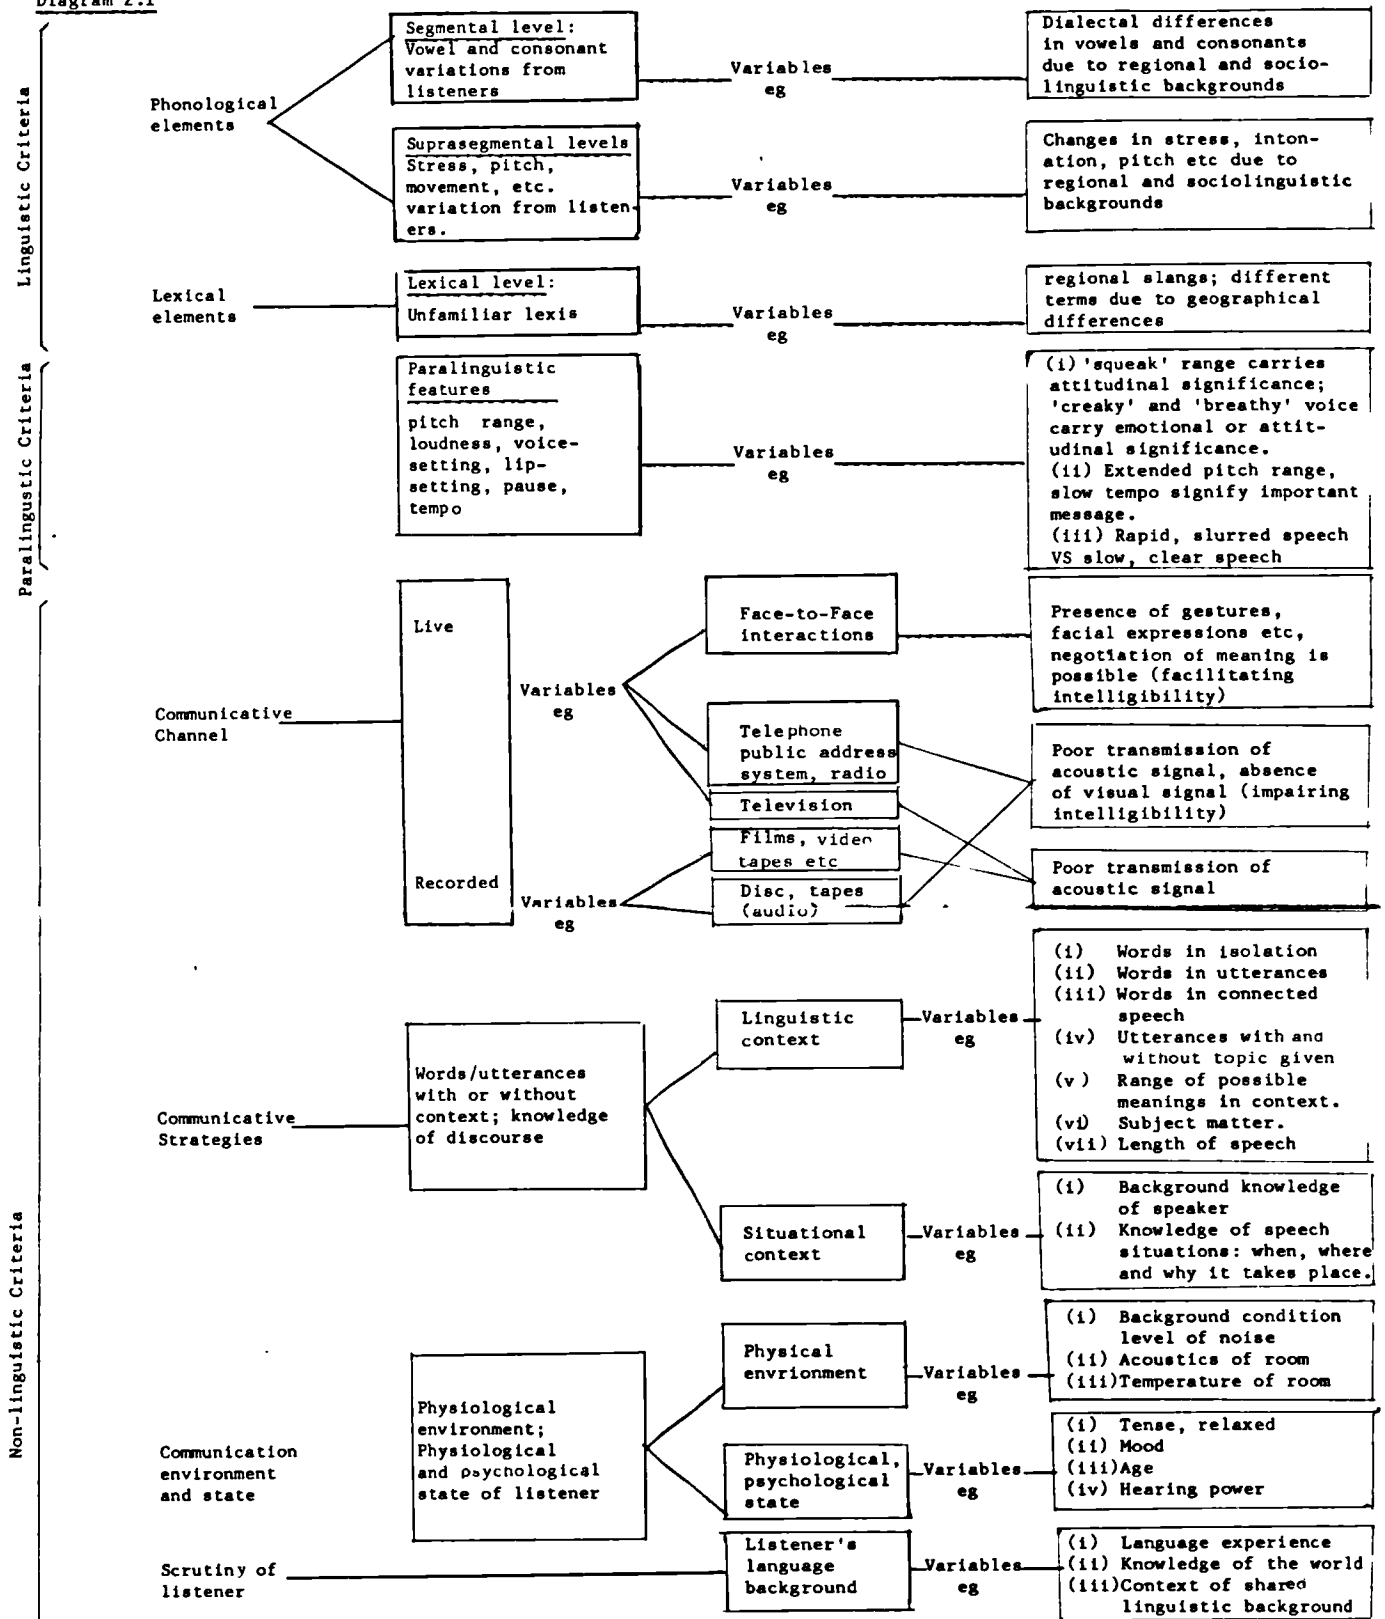 Diagram 2.1
Linguistic Criteria
Phonological
elements
Segmental level:
Vowel and consonant
variations from
listeners
Variables
eg
Dialectal differences
in vowels and consonants
due to regional and socio-
linguistic backgrounds
Suprasegmental levels
Stress, pitch,
movement, etc.
variation from listen-
ers.
Variables
eg
Changes in stress, inton-
ation, pitch etc due to
regional and sociolinguistic
backgrounds
Lexical
elements
Lexical level:
Unfamiliar lexis
Variables
eg
regional slangs; different
terms due to geographical
differences
Paralingustic Criteria
Paralinguistic
features
pitch range,
loudness, voice-
setting, lip-
setting, pause,
tempo
Variables
eg
(i) 'squeak' range carries
attitudinal significance;
'creaky' and 'breathy' voice
carry emotional or attit-
udinal significance.
(ii) Extended pitch range,
slow tempo signify important
message.
(iii) Rapid, slurred speech
VS slow, clear speech
Non-linguistic Criteria
Communicative
Channel
Live
Recorded
Variables
eg
Face-to-Face
interactions
Presence of gestures,
facial expressions etc,
negotiation of meaning is
possible (facilitating
intelligibility)
Telephone
public address
system, radio
Television
Poor transmission of
acoustic signal, absence
of visual signal (impairing
intelligibility)
Variables
eg
Films, video
tapes etc
Disc, tapes
(audio)
Poor transmission of
acoustic signal
Communicative
Strategies
Words/utterances
with or without
context; knowledge
of discourse
Linguistic
context
Variables
eg
(i) Words in isolation
(ii) Words in utterances
(iii) Words in connected
speech
(iv) Utterances with and
without topic given
(v) Range of possible
meanings in context.
(vi) Subject matter.
(vii) Length of speech
Situational
context
Variables
eg
(i) Background knowledge
of speaker
(ii) Knowledge of speech
situations: when, where
and why it takes place.
Communication
environment
and state
Physiological
environment;
Physiological
and psychological
state of listener
Physical
envrionment
Variables
eg
(i) Background condition
level of noise
(ii) Acoustics of room
(iii)Temperature of room
Physiological,
psychological
state
Variables
eg
(i) Tense, relaxed
(ii) Mood
(iii)Age
(iv) Hearing power
Scrutiny of
listener
Listener's
language
background
Variables
eg
(i) Language experience
(ii) Knowledge of the world
(iii)Context of shared
linguistic background